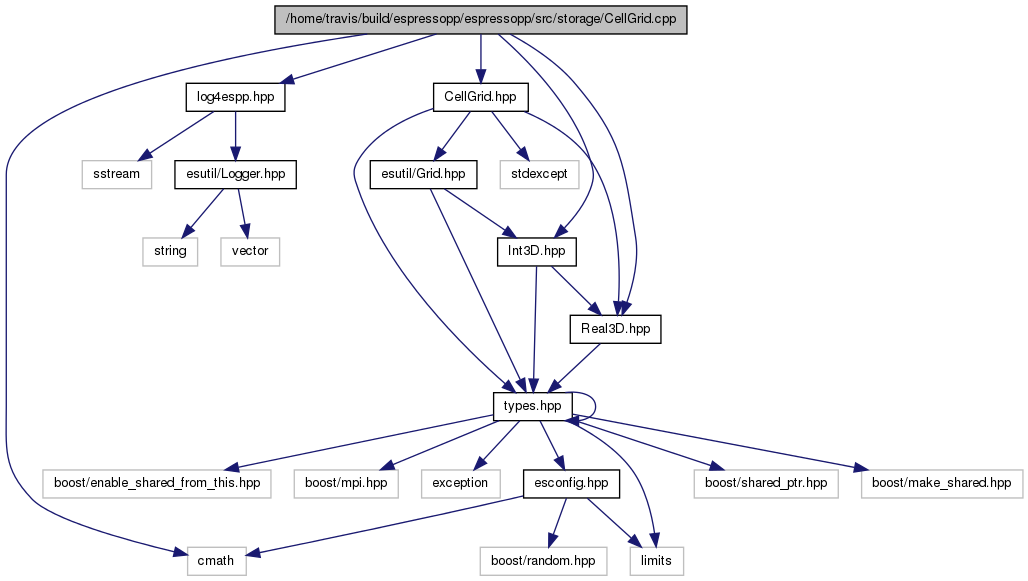 /home/travis/build/espressopp/espressopp/src/storage/CellGrid.cpp
log4espp.hpp
CellGrid.hpp
sstream
esutil/Logger.hpp
esutil/Grid.hpp
stdexcept
string
vector
Int3D.hpp
Real3D.hpp
types.hpp
boost/enable_shared_from_this.hpp
boost/mpi.hpp
exception
esconfig.hpp
boost/shared_ptr.hpp
boost/make_shared.hpp
cmath
boost/random.hpp
limits